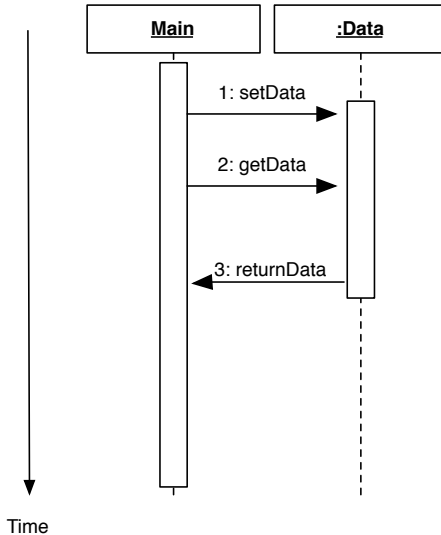 Main
:Data
1: setData
2: getData
3: returnData
Time